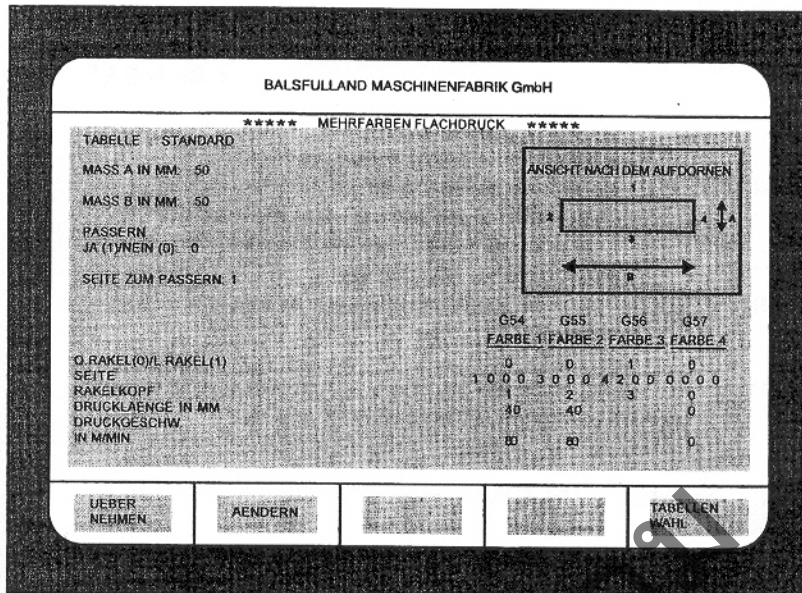 BALSFULLAND MASCHINENFABRIK GmbH
***** MEHRFARBEN FLACHDRUCK *****
TABELLE : STANDARD
MASS A IN MM: 50
MASS B IN MM: 50
PASSERN
JA (1)/NEIN (0): 0
SEITE ZUM PASSERN: 1
ANSICHT NACH DEM AUFDORNEN
1
2 4 A
3
B
G54 G55 G56 G57
FARBE 1 FARBE 2 FARBE 3 FARBE 4
Q.RAKEL(0)/L.RAKEL(1) 0 0 1 0
SEITE 1 0 0 0 3 0 0 0 4 2 0 0 0 0 0 0
RAKELKOPF 1 2 3 0
DRUCKLAENGE IN MM 40 40 0
DRUCKGESCHW.
IN M/MIN 80 80 0
UEBER
NEHMEN
AENDERN
TABELLEN
WAHL